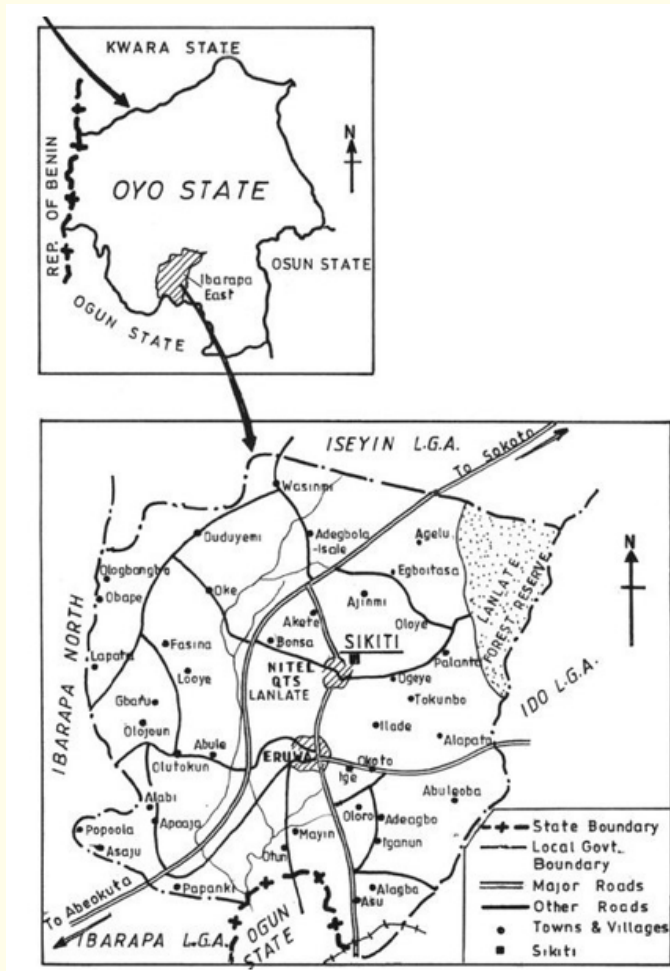 KWARA STATE
N
REP. OF BENIN
OYO STATE
Ibarapa
East
OSUN STATE
OGUN STATE
ISEYIN L.G.A.
To Sokoto
Wasinmi
Duduyemi
Adegbola
-Isale
Agelu
N
Ologbangba
Obape
Oke
Egboitasa
LANLATE
FOREST RESERVE
Ajinmi
Akete
Oloye
IBARAPA NORTH
Fasina
Bonsa
SIKITI
Lapata
Looye
NITEL
QTS
LANLATE
Palanta
Ogeye
Tokunbo
IDO L.G.A.
Gbafu
Olojoun
Ilade
Alapata
Olutokun
Abule
ERUWA
Okoto
Ige
Alabi
Abuleoba
Popoola
Apaaja
Oloro
Adeagbo
Asaju
Mayin
Iganun
Otun
Papanki
Alagba
Asu
To Abeokuta
IBARAPA L.G.A.
OGUN
STATE
State Boundary
Local Govt.
Boundary
Major Roads
Other Roads
Towns & Villages
Sikiti